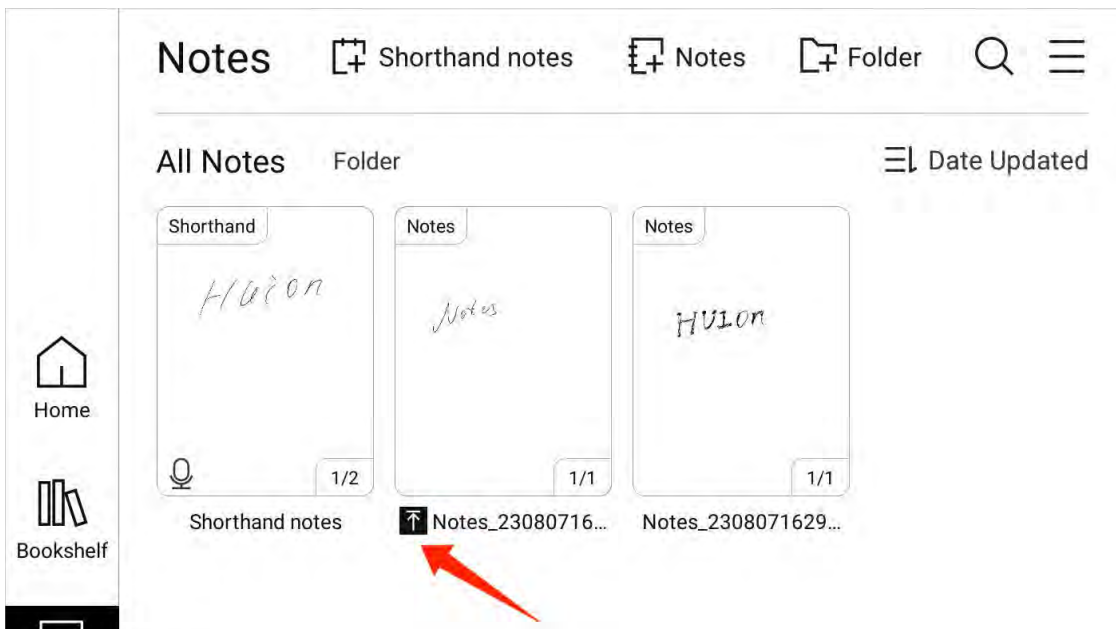 Notes Shorthand notes Notes Folder
All Notes Folder Date Updated
Shorthand Notes Notes
Huion Notes HUIOn
Home
1/2 1/1 1/1
Shorthand notes Notes_23080716... Notes_2308071629...
Bookshelf